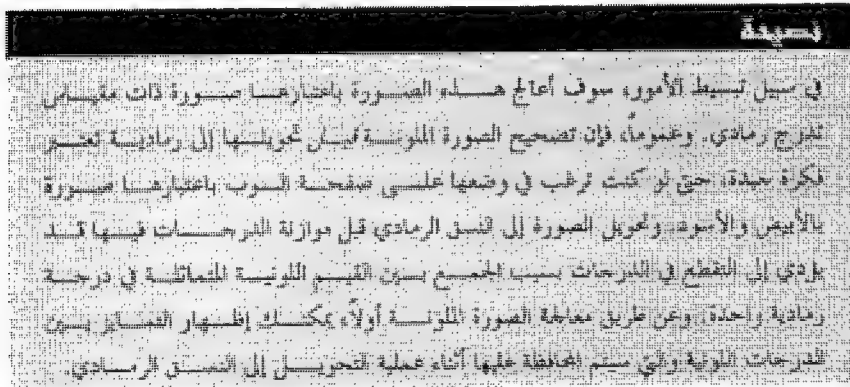 في سبيل تبسيط الأمور، سوف أعالج هذه الصورة باعتبارها صورة ذات مقياس
تدرج رمادي. وعموماً، فإن تصحيح الصورة الملونة قبل تحويلها إلى رمادية تعتبر
فكرة جيدة، حتى لو كنت ترغب في وضعها على صفحة الوب باعتبارها صورة
بالأبيض والأسود. وتحويل الصورة إلى النسق الرمادي قبل موازنة التدرجات فيها قد
يؤدي إلى التقطع في التدرجات بسبب الجمع بين القيم اللونية المتماثلة في درجة
رمادية واحدة. وعن طريق معالجة الصورة الملونة أولاً، يمكنك إظهار التمايز بين
التدرجات اللونية والتي سيتم المحافظة عليها أثناء عملية التحويل إلى النسق الرمادي.